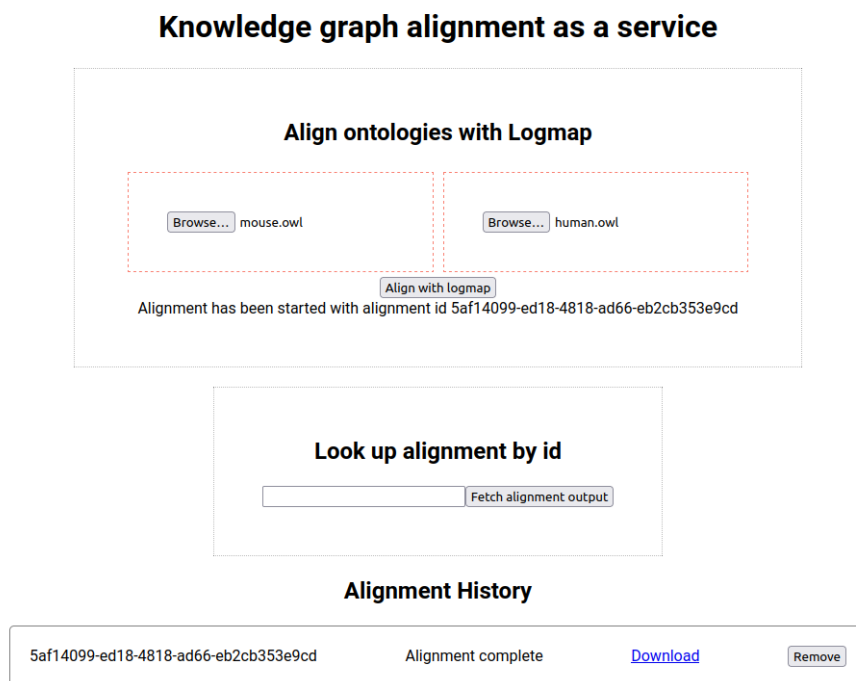 Knowledge graph alignment as a service
Align ontologies with Logmap
Browse... mouse.owl Browse... human.owl
Align with logmap
Alignment has been started with alignment id 5af14099-ed18-4818-ad66-eb2cb353e9cd
Look up alignment by id
Fetch alignment output
Alignment History
5af14099-ed18-4818-ad66-eb2cb353e9cd Alignment complete Download Remove